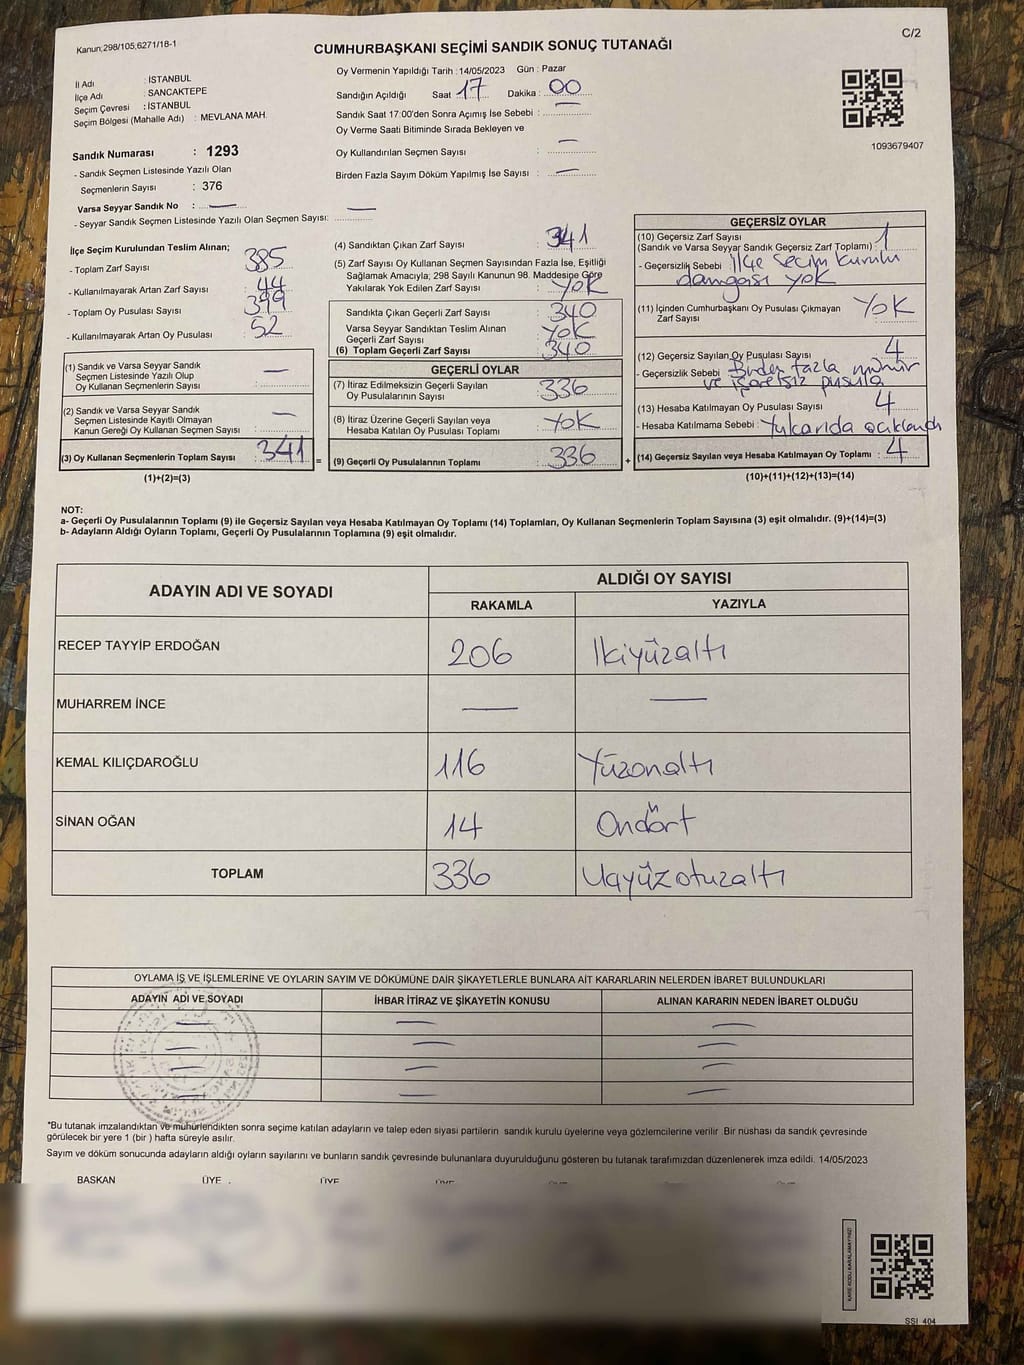 Kanun;298/105;6271/18-1
C/2
CUMHURBAŞKANI SEÇİMİ SANDIK SONUÇ TUTANAĞI
İl Adı : İSTANBUL
İlçe Adı : SANCAKTEPE
Seçim Çevresi : İSTANBUL
Seçim Bölgesi (Mahalle Adı) : MEVLANA MAH.
Oy Vermenin Yapıldığı Tarih : 14/05/2023 Gün : Pazar
Sandığın Açıldığı Saat : 17 Dakika : 00
Sandık Saat 17:00'den Sonra Açımış İse Sebebi : —
Oy Verme Saati Bitiminde Sırada Bekleyen ve
Oy Kullandırılan Seçmen Sayısı : —
Birden Fazla Sayım Döküm Yapılmış İse Sayısı : —
1093679407
Sandık Numarası : 1293
- Sandık Seçmen Listesinde Yazılı Olan
Seçmenlerin Sayısı : 376
Varsa Seyyar Sandık No : —
- Seyyar Sandık Seçmen Listesinde Yazılı Olan Seçmen Sayısı: —
İlçe Seçim Kurulundan Teslim Alınan;
- Toplam Zarf Sayısı 385
- Kullanılmayarak Artan Zarf Sayısı : 44
- Toplam Oy Pusulası Sayısı : 399
- Kullanılmayarak Artan Oy Pusulası : 52
(1) Sandık ve Varsa Seyyar Sandık
Seçmen Listesinde Yazılı Olup
Oy Kullanan Seçmenlerin Sayısı : —
(2) Sandık ve Varsa Seyyar Sandık
Seçmen Listesinde Kayıtlı Olmayan
Kanun Gereği Oy Kullanan Seçmen Sayısı : —
(3) Oy Kullanan Seçmenlerin Toplam Sayısı : 341 =
(1)+(2)=(3)
(4) Sandıktan Çıkan Zarf Sayısı : 341
(5) Zarf Sayısı Oy Kullanan Seçmen Sayısından Fazla İse, Eşitliği
Sağlamak Amacıyla; 298 Sayılı Kanunun 98. Maddesine Göre
Yakılarak Yok Edilen Zarf Sayısı : YOK
Sandıkta Çıkan Geçerli Zarf Sayısı : 340
Varsa Seyyar Sandıktan Teslim Alınan
Geçerli Zarf Sayısı : YOK
(6) Toplam Geçerli Zarf Sayısı : 340
GEÇERLİ OYLAR
(7) İtiraz Edilmeksizin Geçerli Sayılan
Oy Pusulasının Sayısı : 336
(8) İtiraz Üzerine Geçerli Sayılan veya
Hesaba Katılan Oy Pusulası Toplamı : YOK
(9) Geçerli Oy Pusulalarının Toplamı : 336 +
GEÇERSİZ OYLAR
(10) Geçersiz Zarf Sayısı
(Sandık ve Varsa Seyyar Sandık Geçersiz Zarf Toplamı) : 1
- Geçersizlik Sebebi : İlçe Seçim kurulu
damgası yok
(11) İçinden Cumhurbaşkanı Oy Pusulası Çıkmayan
Zarf Sayısı : YOK
(12) Geçersiz Sayılan Oy Pusulası Sayısı : 4
- Geçersizlik Sebebi : Birden fazla mühür
ve işaretsiz pusula
(13) Hesaba Katılmayan Oy Pusulası Sayısı : 4
- Hesaba Katılmama Sebebi : Yukarıda açıklandı
(14) Geçersiz Sayılan veya Hesaba Katılmayan Oy Toplamı : 4
(10)+(11)+(12)+(13)=(14)
NOT:
a- Geçerli Oy Pusulalarının Toplamı (9) ile Geçersiz Sayılan veya Hesaba Katılmayan Oy Toplamı (14) Toplamları, Oy Kullanan Seçmenlerin Toplam Sayısına (3) eşit olmalıdır. (9)+(14)=(3)
b- Adayların Aldığı Oyların Toplamı, Geçerli Oy Pusulalarının Toplamına (9) eşit olmalıdır.
ADAYIN ADI VE SOYADI ALDIĞI OY SAYISI
RAKAMLA YAZIYLA
RECEP TAYYİP ERDOĞAN 206 İkiyüzaltı
MUHARREM İNCE — —
KEMAL KILIÇDAROĞLU 116 Yüzonaltı
SİNAN OĞAN 14 Ondört
TOPLAM 336 Üçyüzotuzaltı
OYLAMA İŞ VE İŞLEMLERİNE VE OYLARIN SAYIM VE DÖKÜMÜNE DAİR ŞİKAYETLERLE BUNLARA AİT KARARLARIN NELERDEN İBARET BULUNDUKLARI
ADAYIN ADI VE SOYADI İHBAR İTİRAZ VE ŞİKAYETİN KONUSU ALINAN KARARIN NEDEN İBARET OLDUĞU
*Bu tutanak imzalandıktan ve mühürlendikten sonra seçime katılan adayların ve talep eden siyasi partilerin sandık kurulu üyelerine veya gözlemcilerine verilir .Bir nüshası da sandık çevresinde
görülecek bir yere 1 (bir ) hafta süreyle asılır.
Sayım ve döküm sonucunda adayların aldığı oyların sayılarını ve bunların sandık çevresinde bulunanlara duyurulduğunu gösteren bu tutanak tarafımızdan düzenlenerek imza edildi. 14/05/2023
BAŞKAN ÜYE ÜYE ÜYE ÜYE ÜYE
KARE KODU KARALAMAYINIZ!
SSI 404